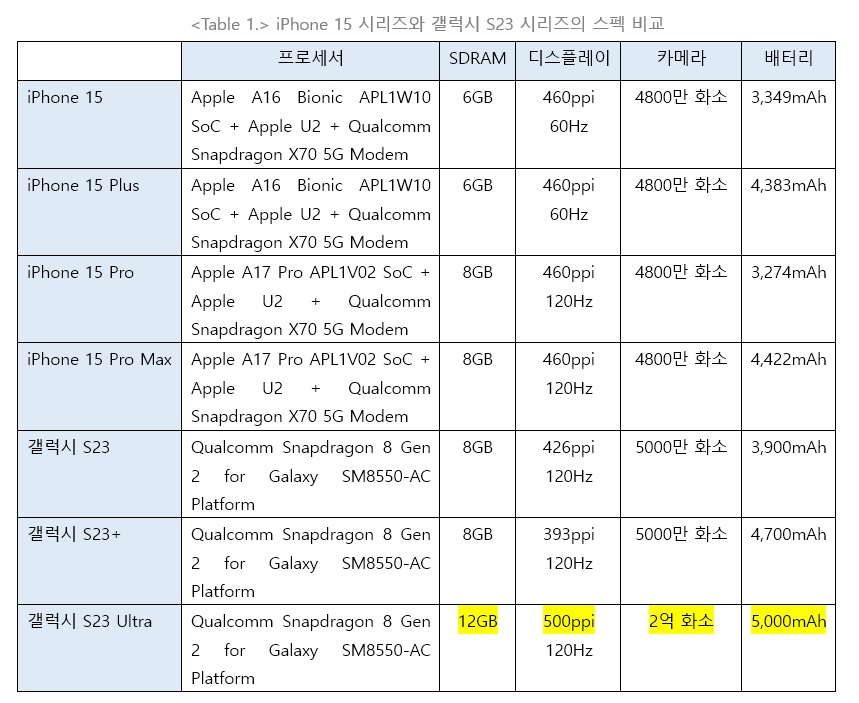 <Table 1.> iPhone 15 시리즈와 갤럭시 S23 시리즈의 스펙 비교
프로세서 SDRAM 디스플레이 카메라 배터리
iPhone 15 Apple A16 Bionic APL1W10 6GB 460ppi 4800만 화소 3,349mAh
SoC + Apple U2 + Qualcomm 60Hz
Snapdragon X70 5G Modem
iPhone 15 Plus Apple A16 Bionic APL1W10 6GB 460ppi 4800만 화소 4,383mAh
SoC + Apple U2 + Qualcomm 60Hz
Snapdragon X70 5G Modem
iPhone 15 Pro Apple A17 Pro APL1V02 SoC + 8GB 460ppi 4800만 화소 3,274mAh
Apple U2 + Qualcomm 120Hz
Snapdragon X70 5G Modem
iPhone 15 Pro Max Apple A17 Pro APL1V02 SoC + 8GB 460ppi 4800만 화소 4,422mAh
Apple U2 + Qualcomm 120Hz
Snapdragon X70 5G Modem
갤럭시 S23 Qualcomm Snapdragon 8 Gen 8GB 426ppi 5000만 화소 3,900mAh
2 for Galaxy SM8550-AC 120Hz
Platform
갤럭시 S23+ Qualcomm Snapdragon 8 Gen 8GB 393ppi 5000만 화소 4,700mAh
2 for Galaxy SM8550-AC 120Hz
Platform
갤럭시 S23 Ultra Qualcomm Snapdragon 8 Gen 12GB 500ppi 2억 화소 5,000mAh
2 for Galaxy SM8550-AC 120Hz
Platform